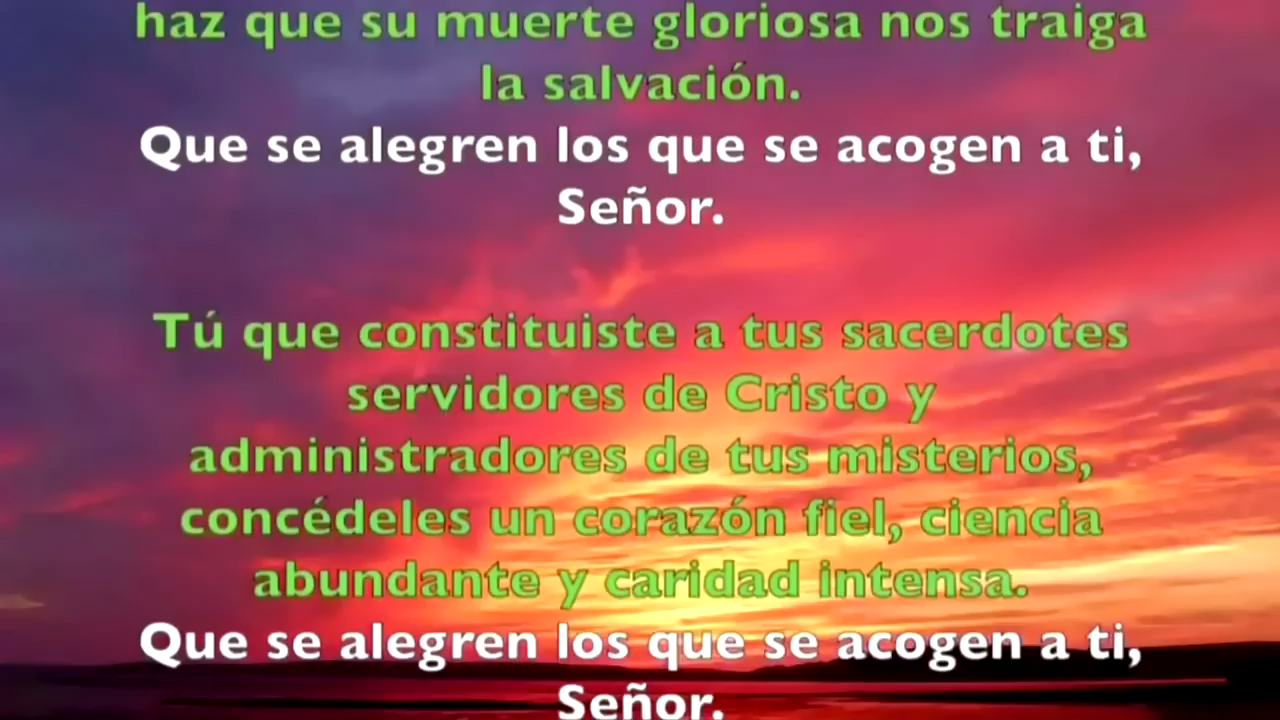 haz que su muerte gloriosa nos traiga
la salvación.
Que se alegren los que se acogen a ti,
Señor.
Tú que constituiste a tus sacerdotes
servidores de Cristo y
administradores de tus misterios,
concédeles un corazón fiel, ciencia
abundante y caridad intensa.
Que se alegren los que se acogen a ti,
Señor.